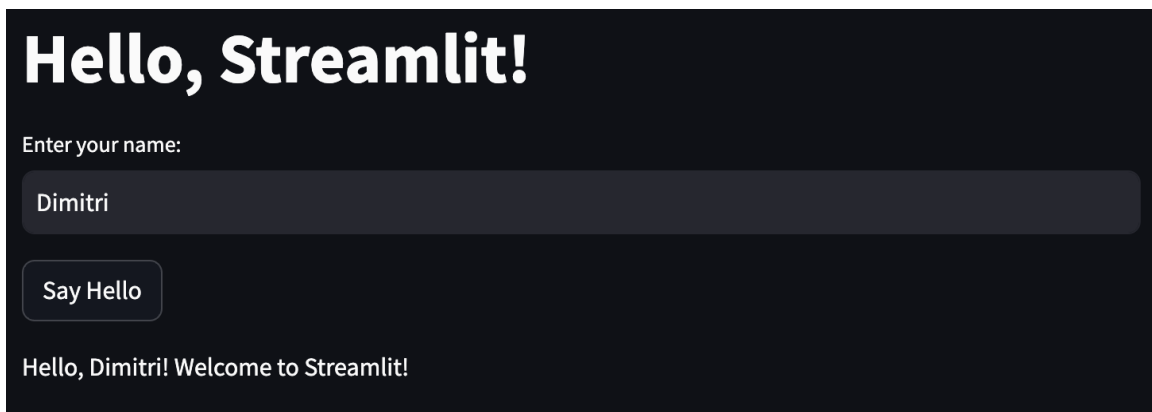 Hello, Streamlit!
Enter your name:
Dimitri
Say Hello
Hello, Dimitri! Welcome to Streamlit!